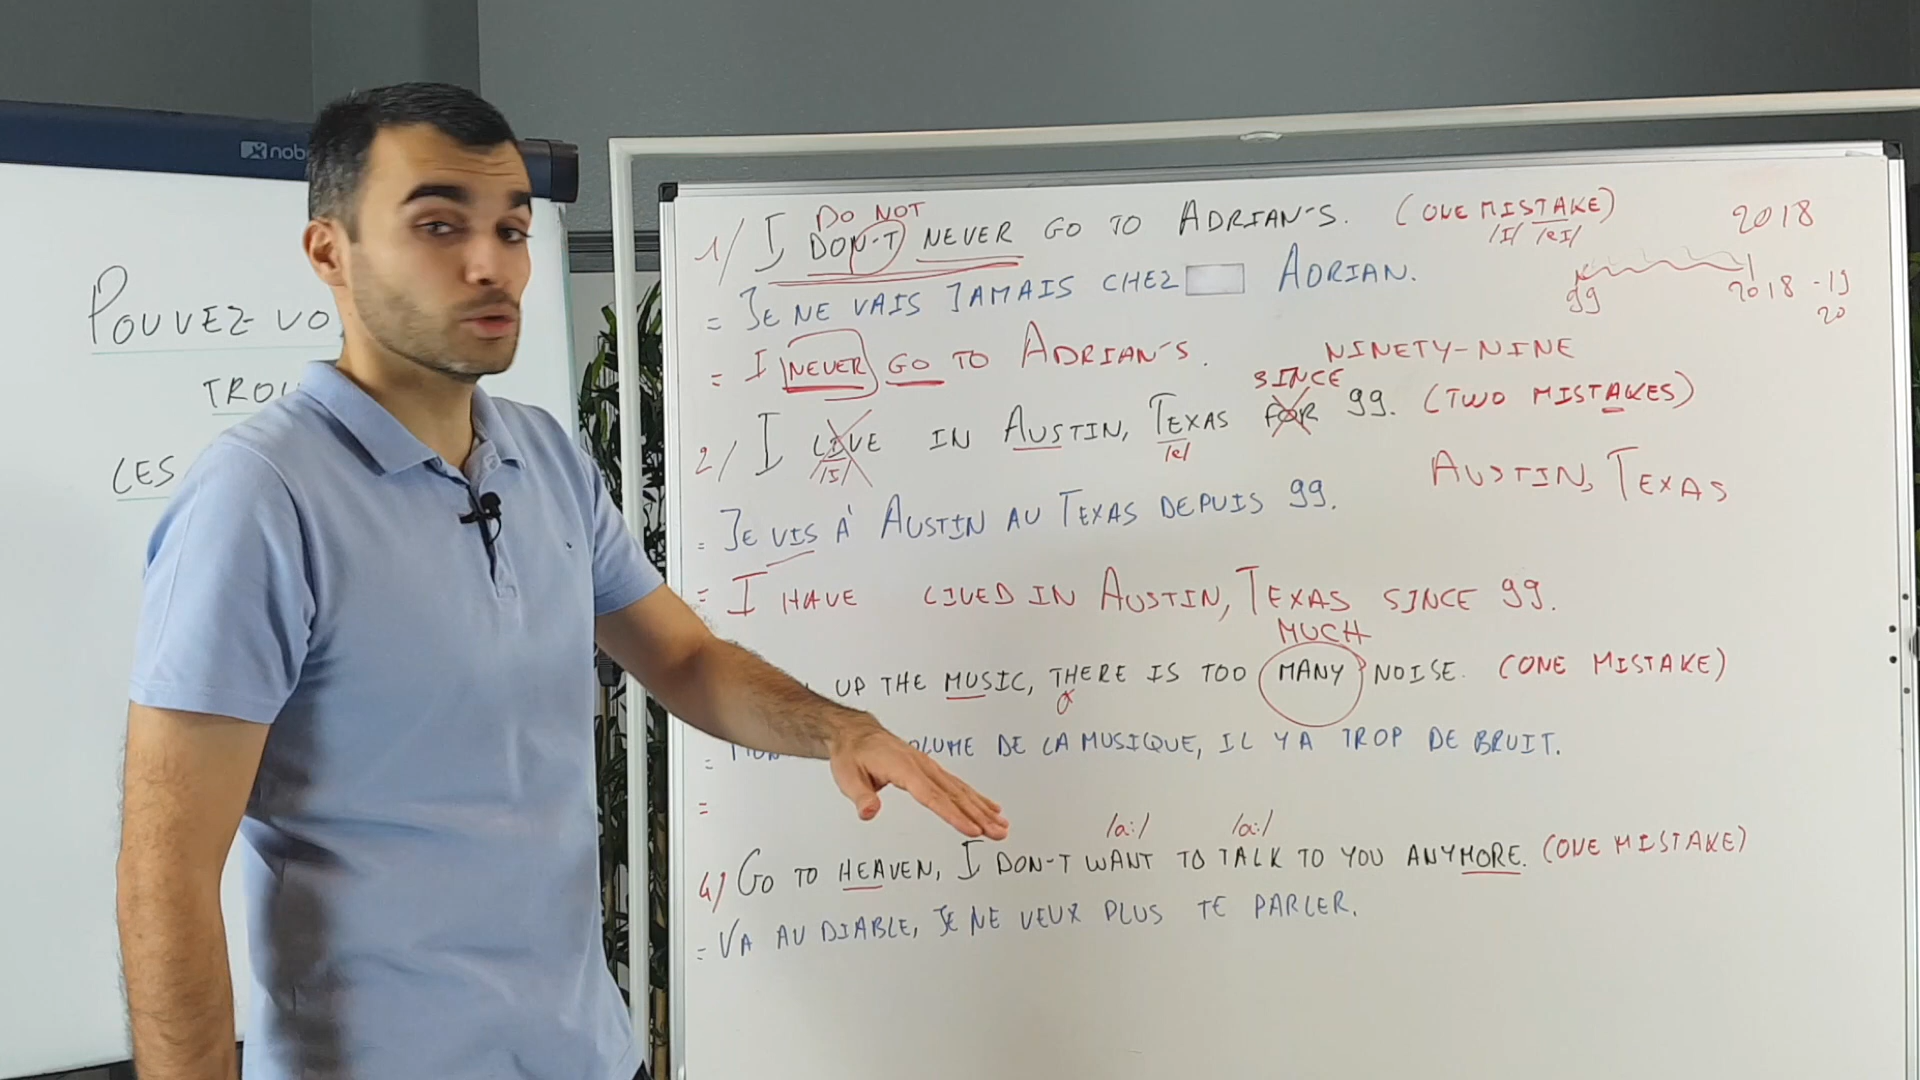 nob
POUVEZ VO
TROU
LES
DO NOT
1/ I DON'T NEVER GO TO ADRIAN'S. (ONE MISTAKE)
/I/ /eI/
2018
99
2018 - 19
20
= JE NE VAIS JAMAIS CHEZ ADRIAN.
= I NEVER GO TO ADRIAN'S.
NINETY-NINE
SINCE
2/ I LIVE IN AUSTIN, TEXAS FOR 99. (TWO MISTAKES)
/I/ /e/
AUSTIN, TEXAS
= JE VIS À AUSTIN AU TEXAS DEPUIS 99.
= I HAVE LIVED IN AUSTIN, TEXAS SINCE 99.
MUCH
UP THE MUSIC, THERE IS TOO MANY NOISE. (ONE MISTAKE)
= DE LA MUSIQUE, IL Y A TROP DE BRUIT.
=
/a:/ /a:/
4/ GO TO HEAVEN, I DON'T WANT TO TALK TO YOU ANYMORE. (ONE MISTAKE)
= VA AU DIABLE, JE NE VEUX PLUS TE PARLER.